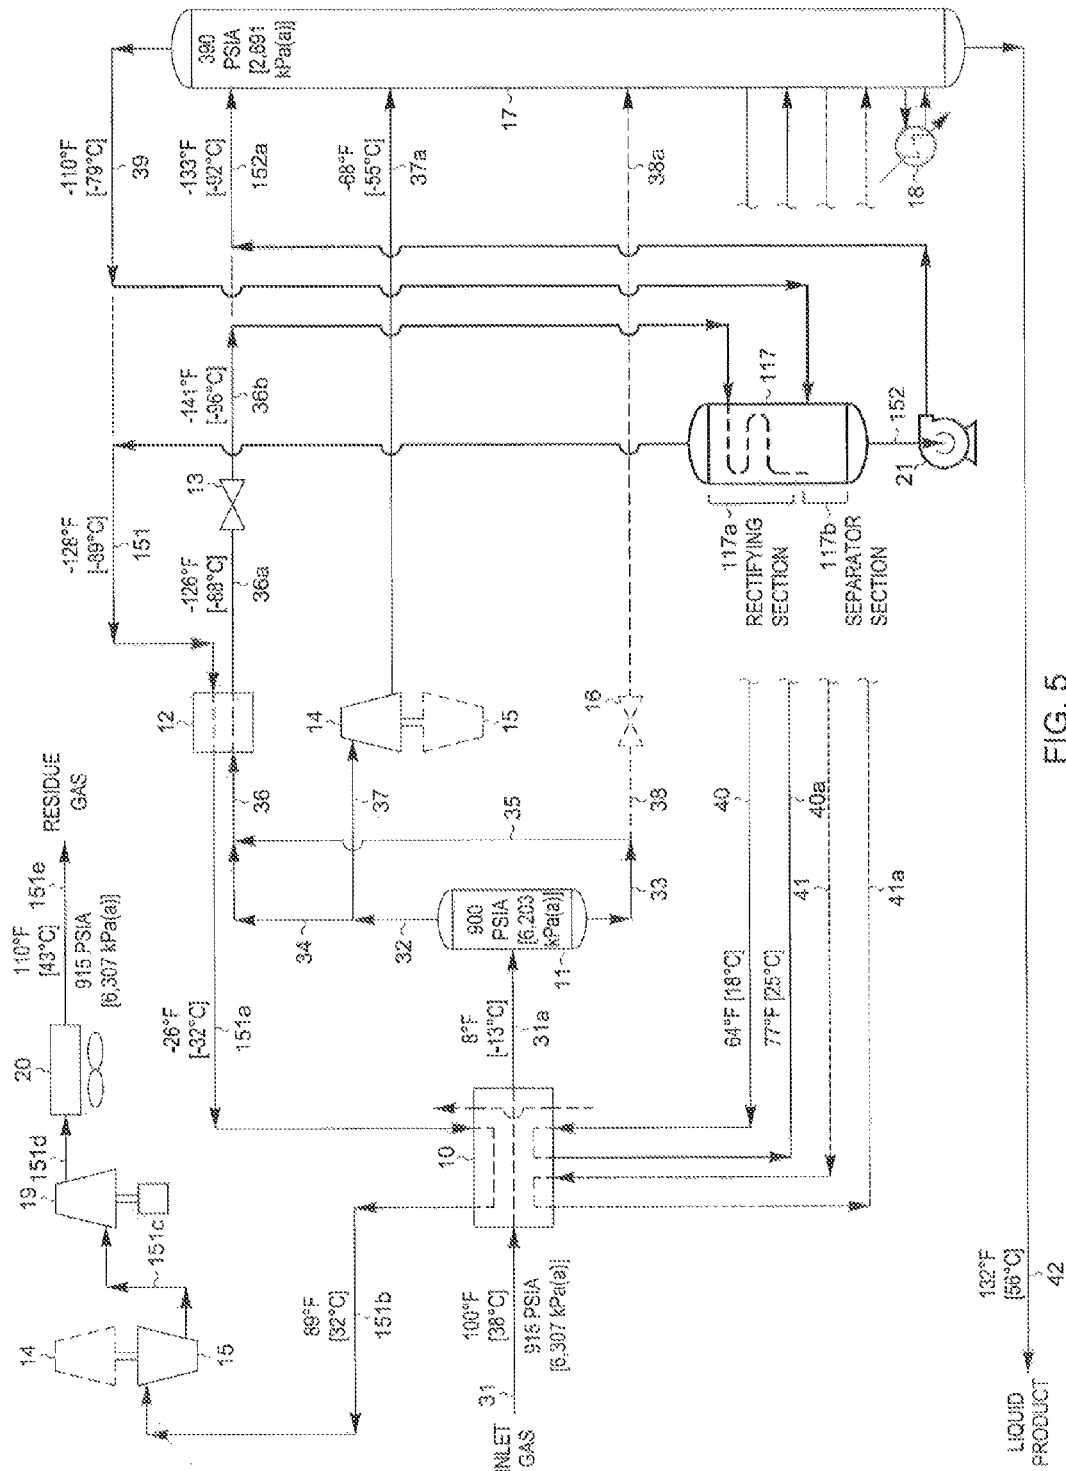 FIG. 5
RESIDUE
GAS
151e
110°F
[43°C]
915 PSIA
[6,307 kPa(a)]
20
151d
19
151c
14
15
89°F
[32°C]
151b
-26°F
[-32°C]
151a
12
36
34
35
37
14
15
32
33
38
16
900
PSIA
[6,203
kPa(a)]
11
8°F
[-13°C]
31a
10
100°F
[38°C]
915 PSIA
[6,307 kPa(a)]
31
INLET
GAS
64°F [18°C]
77°F [25°C]
40
40a
41
41a
-128°F
[-89°C]
151
-126°F
[-88°C]
36a
13
-141°F
[-96°C]
36b
-110°F
[-79°C]
39
-133°F
[-92°C]
152a
-68°F
[-55°C]
37a
38a
390
PSIA
[2,691
kPa(a)]
17
18
117
117a
RECTIFYING
SECTION
117b
SEPARATOR
SECTION
152
21
132°F
[56°C]
42
LIQUID
PRODUCT